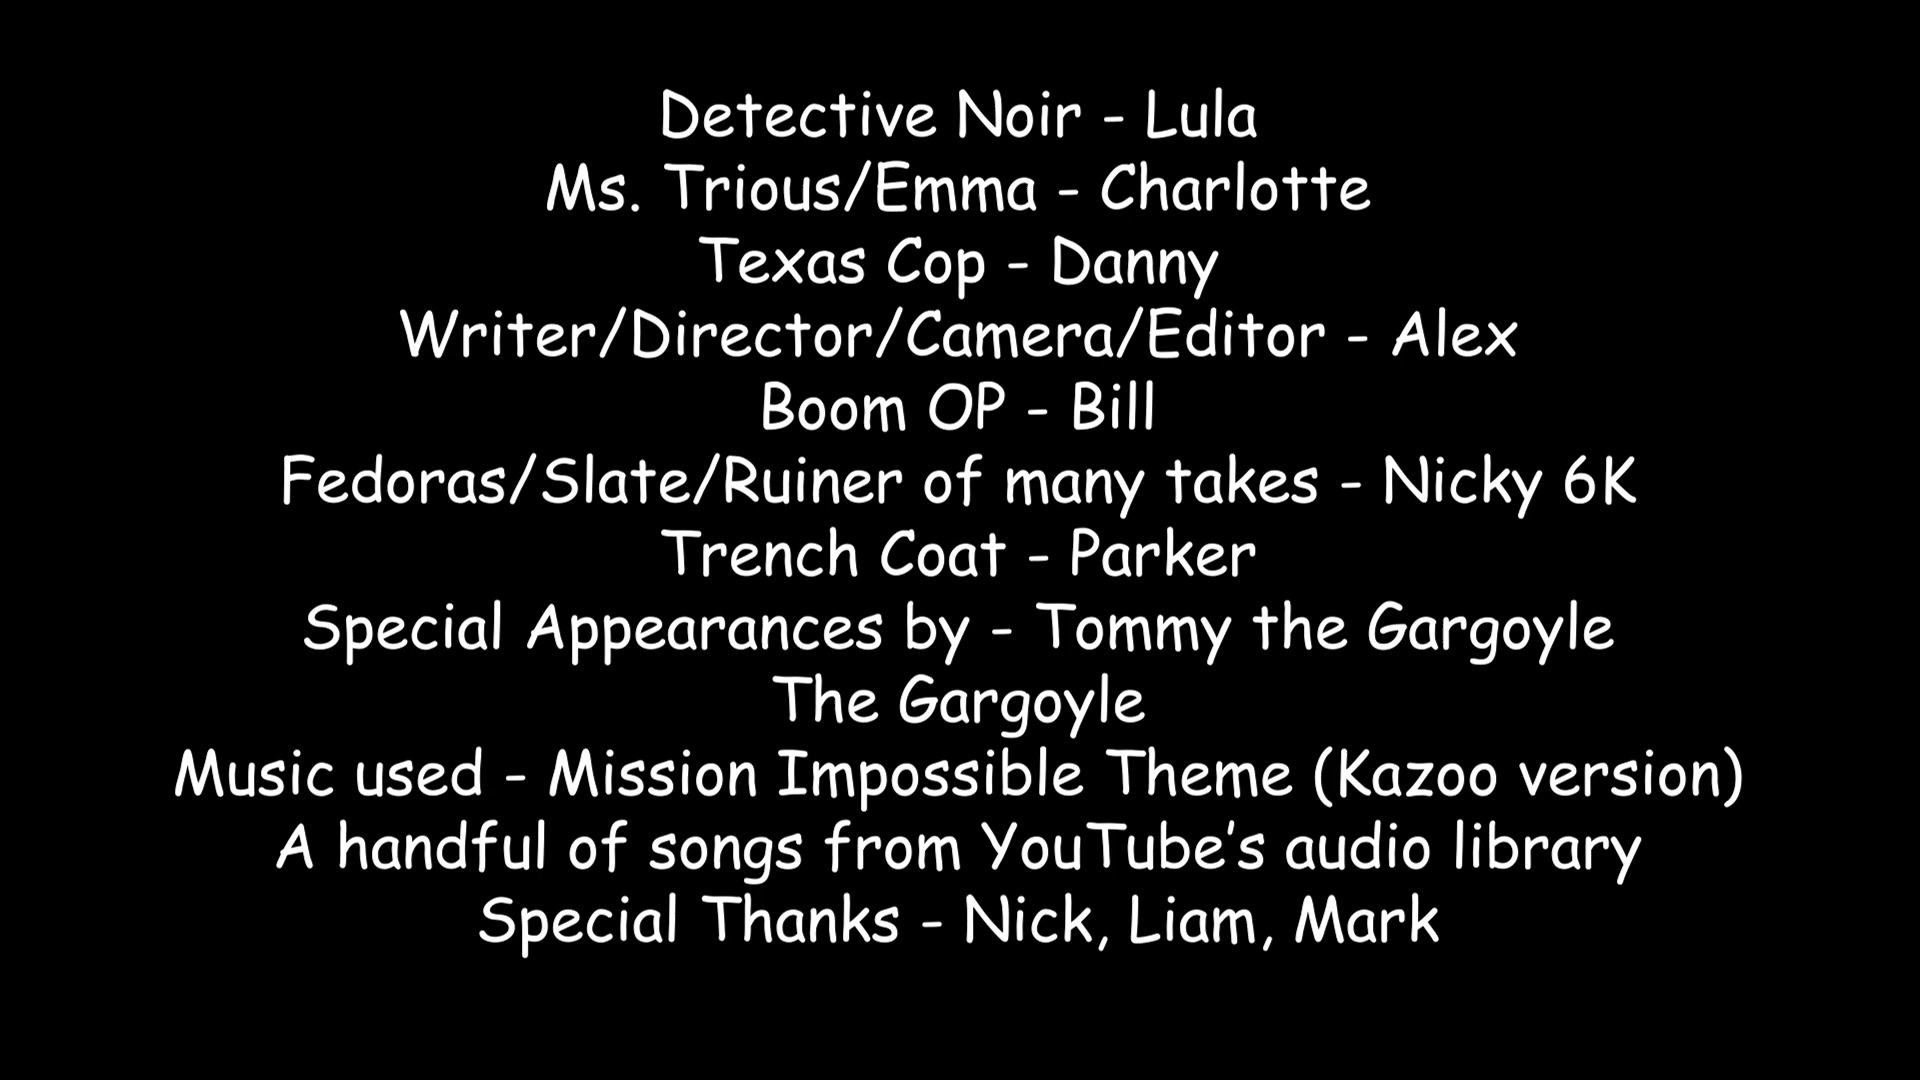 Detective Noir - Lula
Ms. Trious/Emma - Charlotte
Texas Cop - Danny
Writer/Director/Camera/Editor - Alex
Boom OP - Bill
Fedoras/Slate/Ruiner of many takes - Nicky 6K
Trench Coat - Parker
Special Appearances by - Tommy the Gargoyle
The Gargoyle
Music used - Mission Impossible Theme (Kazoo version)
A handful of songs from YouTube’s audio library
Special Thanks - Nick, Liam, Mark